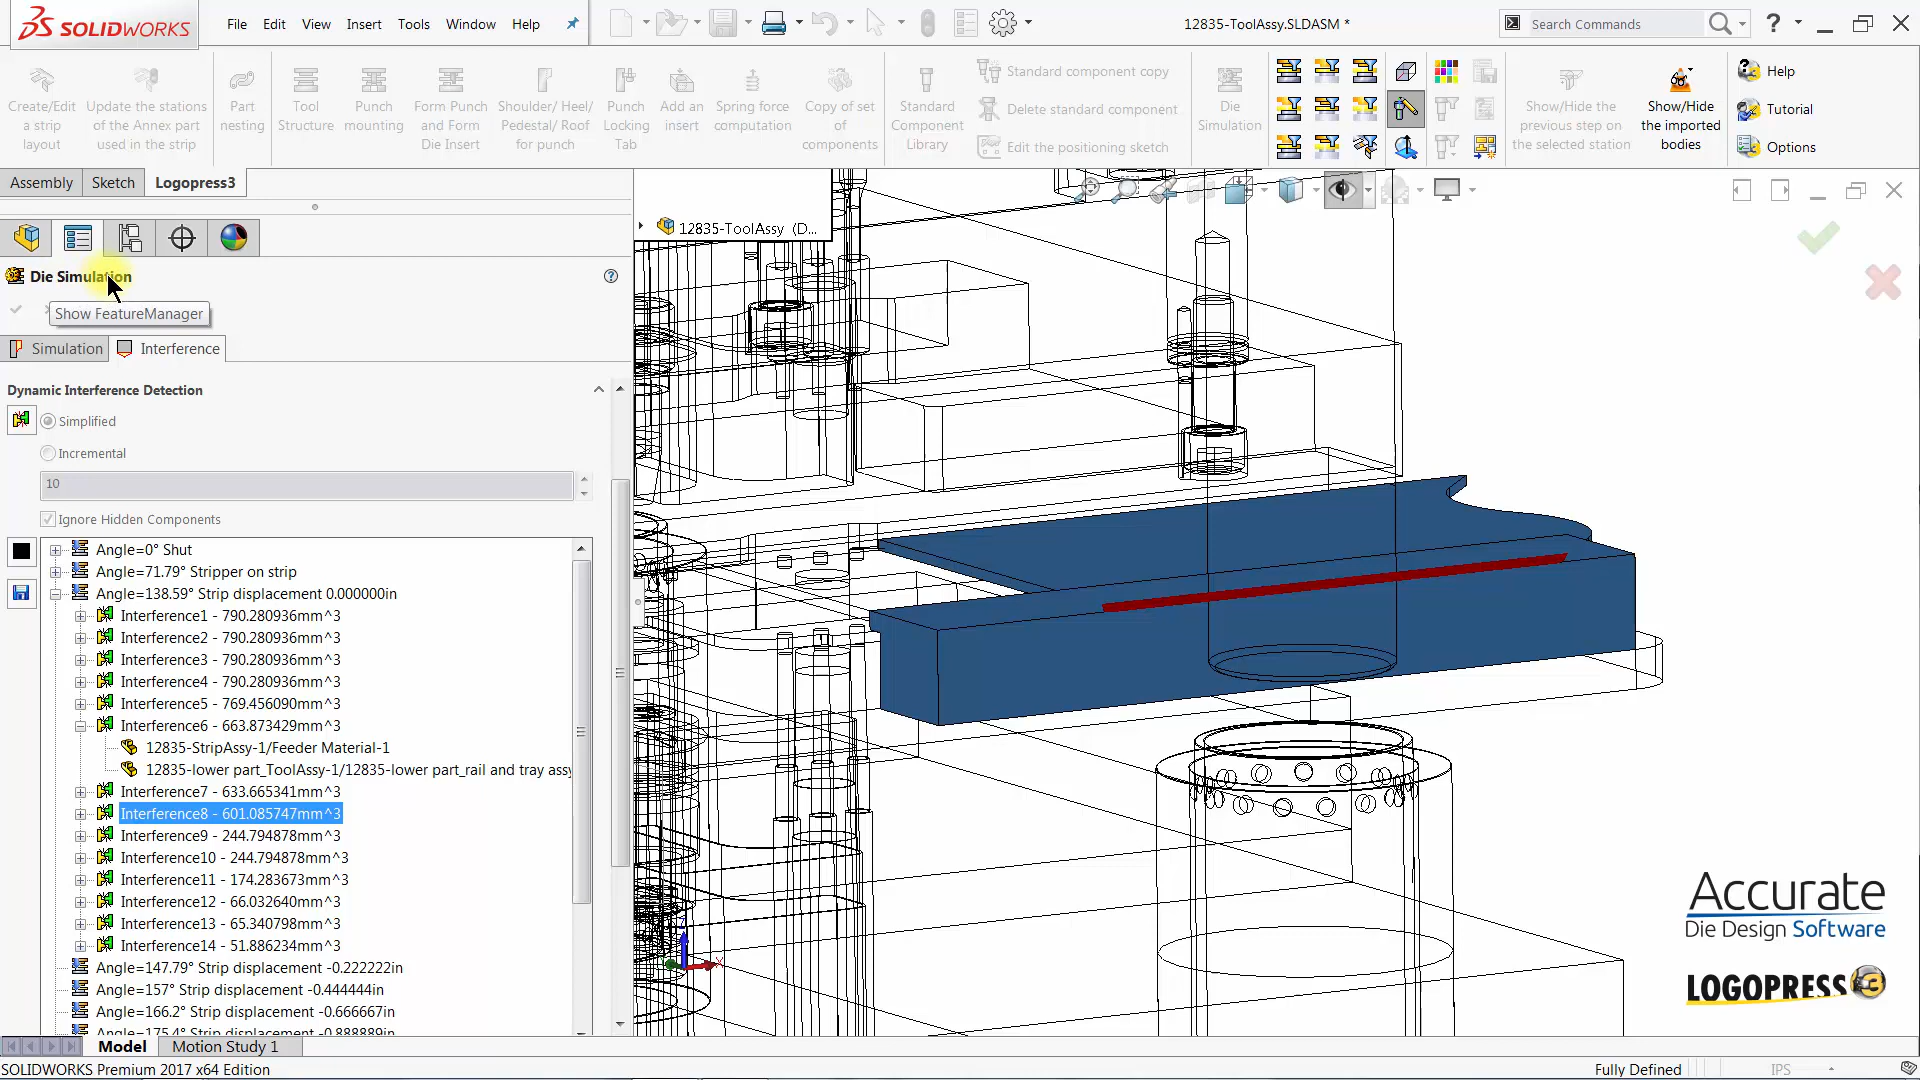 SOLIDWORKS
File Edit View Insert Tools Window Help
12835-ToolAssy.SLDASM *
Search Commands
?
Create/Edit
a strip
layout
Update the stations
of the Annex part
used in the strip
Part
nesting
Tool
Structure
Punch
mounting
Form Punch
and Form
Die Insert
Shoulder/ Heel/
Pedestal/ Roof
for punch
Punch
Locking
Tab
Add an
insert
Spring force
computation
Copy of set
of
components
Standard
Component
Library
Standard component copy
Delete standard component
Edit the positioning sketch
Die
Simulation
Show/Hide the
previous step on
the selected station
Show/Hide
the imported
bodies
Help
Tutorial
Options
Assembly Sketch Logopress3
12835-ToolAssy (D...
Die Simulation
Show FeatureManager
Simulation Interference
Dynamic Interference Detection
Simplified
Incremental
10
Ignore Hidden Components
Angle=0° Shut
Angle=71.79° Stripper on strip
Angle=138.59° Strip displacement 0.000000in
Interference1 - 790.280936mm^3
Interference2 - 790.280936mm^3
Interference3 - 790.280936mm^3
Interference4 - 790.280936mm^3
Interference5 - 769.456090mm^3
Interference6 - 663.873429mm^3
12835-StripAssy-1/Feeder Material-1
12835-lower part_ToolAssy-1/12835-lower part_rail and tray assy
Interference7 - 633.665341mm^3
Interference8 - 601.085747mm^3
Interference9 - 244.794878mm^3
Interference10 - 244.794878mm^3
Interference11 - 174.283673mm^3
Interference12 - 66.032640mm^3
Interference13 - 65.340798mm^3
Interference14 - 51.886234mm^3
Angle=147.79° Strip displacement -0.222222in
Angle=157° Strip displacement -0.444444in
Angle=166.2° Strip displacement -0.666667in
Angle=175.4° Strip displacement -0.888889in
X
Accurate
Die Design Software
LOGOPRESS3
Model Motion Study 1
SOLIDWORKS Premium 2017 x64 Edition
Fully Defined
IPS